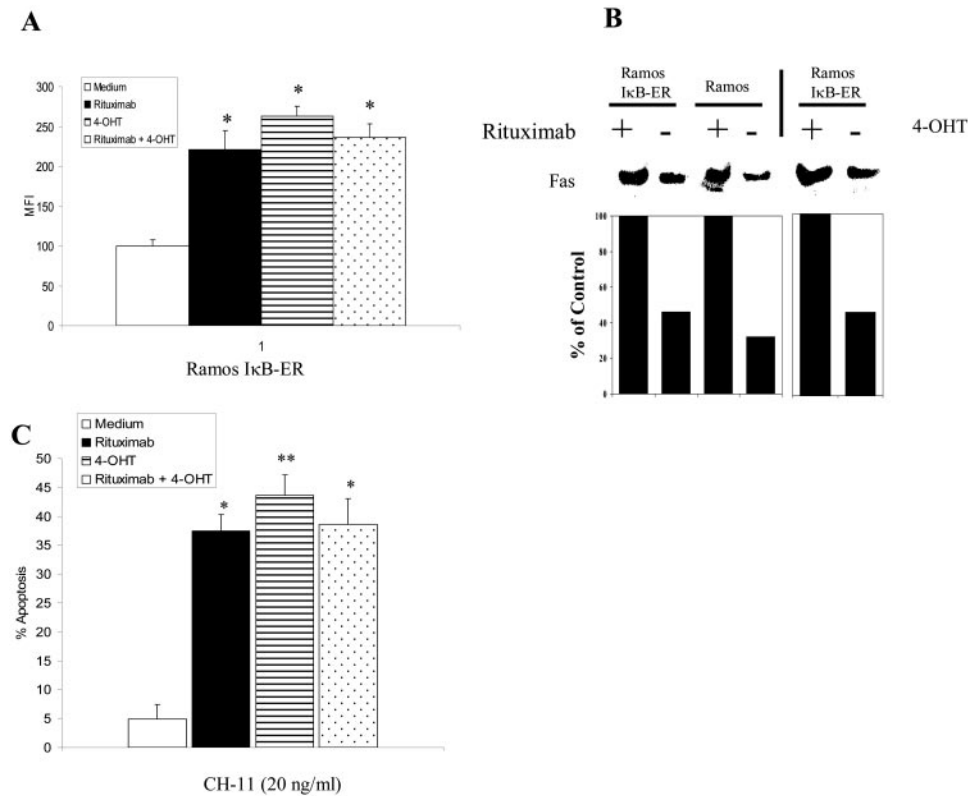 A
Medium
Rituximab
4-OHT
Rituximab + 4-OHT
300
250
200
150
100
50
0
MFI
*
*
*
1
Ramos IκB-ER
B
Ramos
IκB-ER
Ramos
Ramos
IκB-ER
Rituximab + - + - + - 4-OHT
Fas
100
80
60
40
20
0
% of Control
C
Medium
Rituximab
4-OHT
Rituximab + 4-OHT
50
45
40
35
30
25
20
15
10
5
0
% Apoptosis
*
**
*
CH-11 (20 ng/ml)